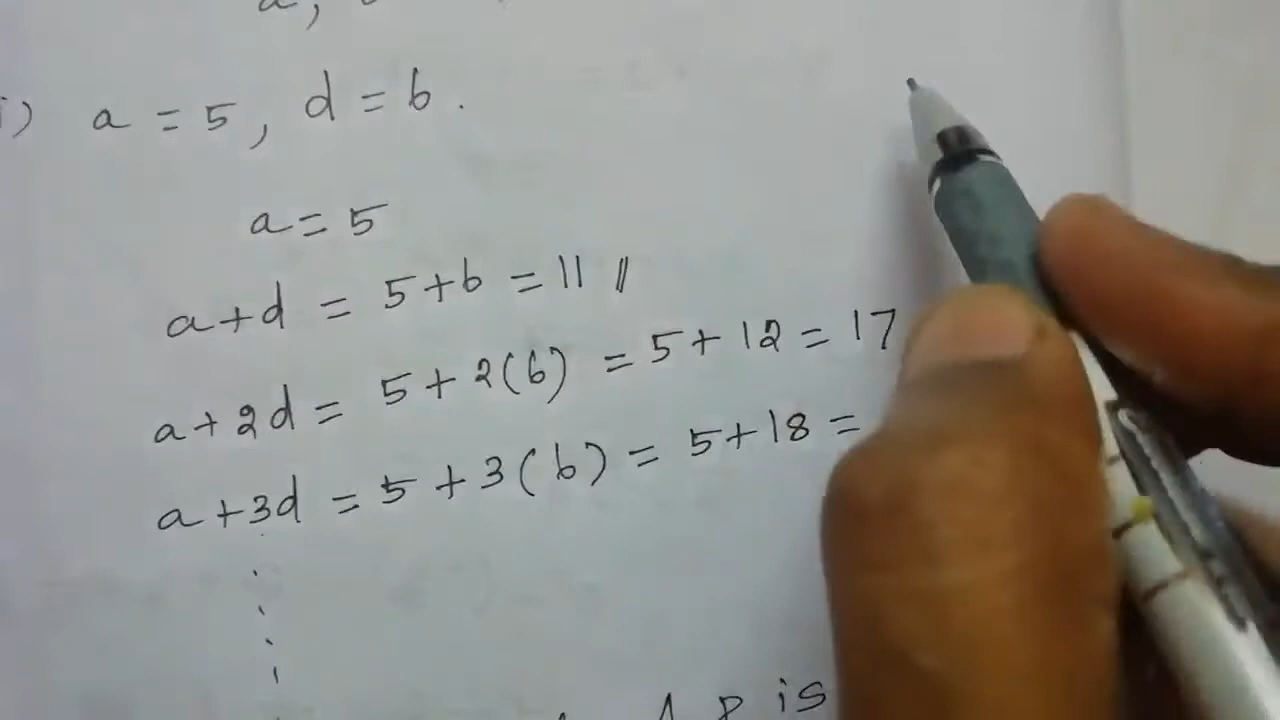 a,
i) a = 5, d = 6.
a = 5
a+d = 5+6 = 11 //
a+2d = 5+2(6) = 5+12 = 17
a+3d = 5+3(6) = 5+18 =
A.P is